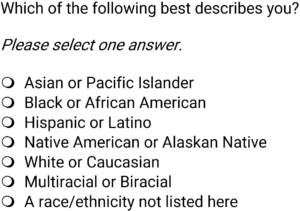 Which of the following best describes you?
Please select one answer.
Asian or Pacific Islander
Black or African American
Hispanic or Latino
Native American or Alaskan Native
White or Caucasian
Multiracial or Biracial
A race/ethnicity not listed here